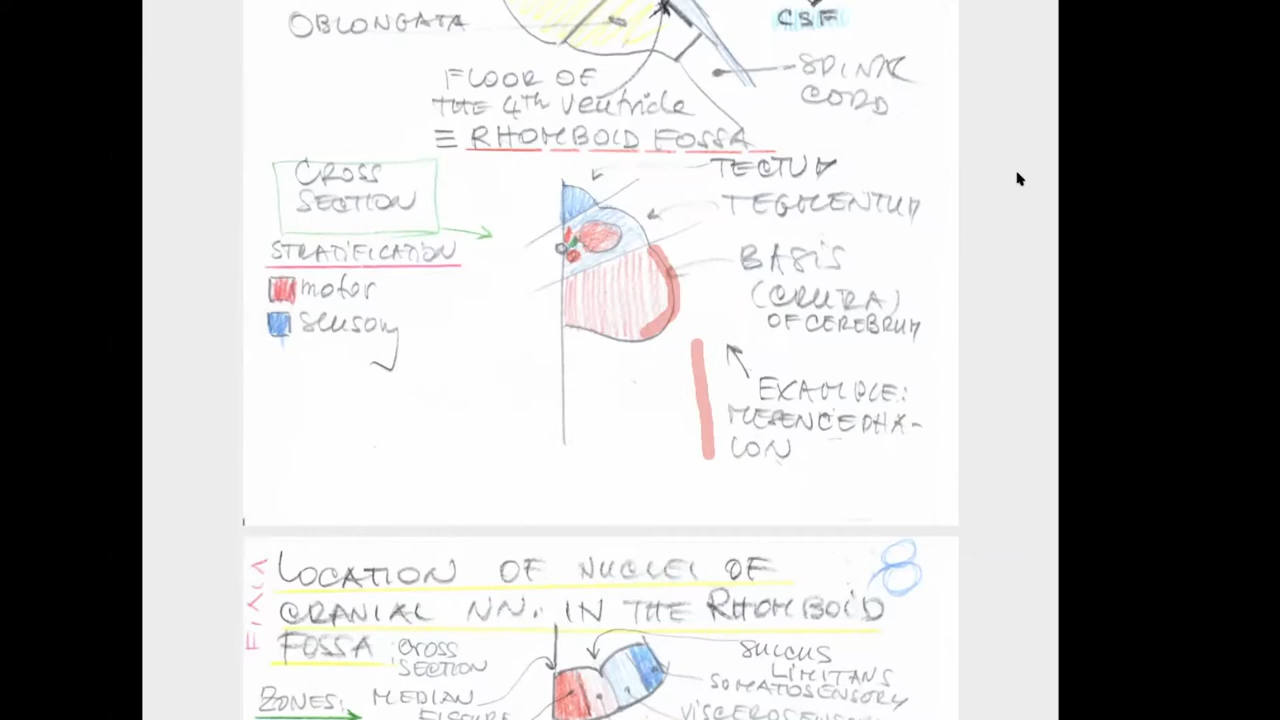 OBLONGATA
CSF
SPINAL
CORD
FLOOR OF
THE 4th ventricle
≡ RHOMBOID FOSSA
CROSS
SECTION
STRATIFICATION
motor
sensory
TECTUM
TEGMENTUM
BASIS
(CRURA)
OF CEREBRUM
EXAMPLE:
MESENCEPHA-
LON
FIALA
8
LOCATION OF NUCLEI OF
CRANIAL NN. IN THE RHOMBOID
FOSSA : CROSS
SECTION
ZONES:
MEDIAN
FISSURE
SULCUS
LIMITANS
SOMATOSENSORY